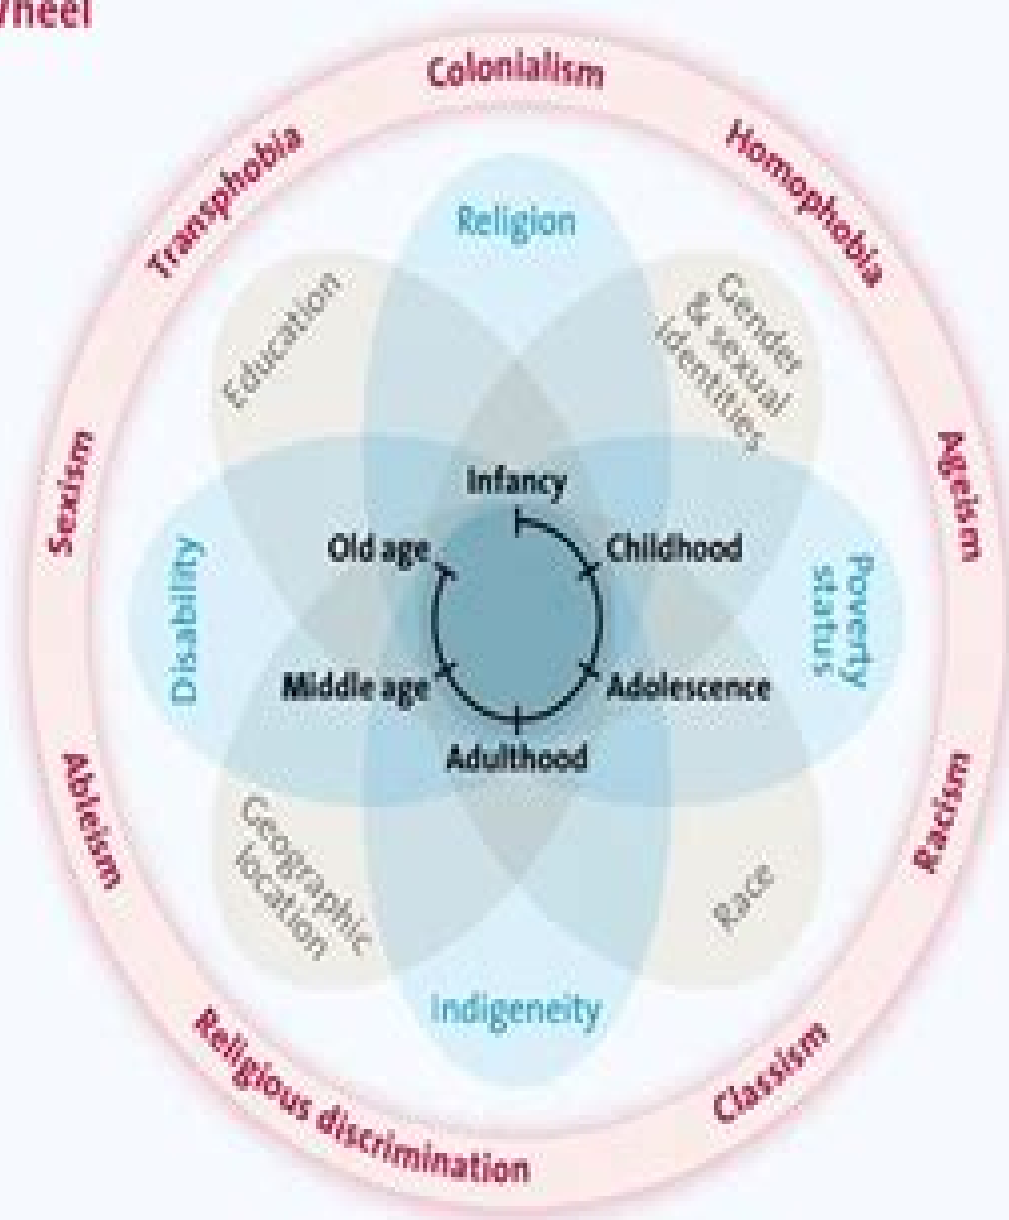 Wheel
Colonialism
Homophobia
Ageism
Racism
Classism
Religious discrimination
Ableism
Sexism
Transphobia
Religion
Gender
& sexual
identities
Poverty
status
Race
Indigeneity
Geographic
location
Disability
Education
Infancy
Childhood
Adolescence
Adulthood
Middle age
Old age